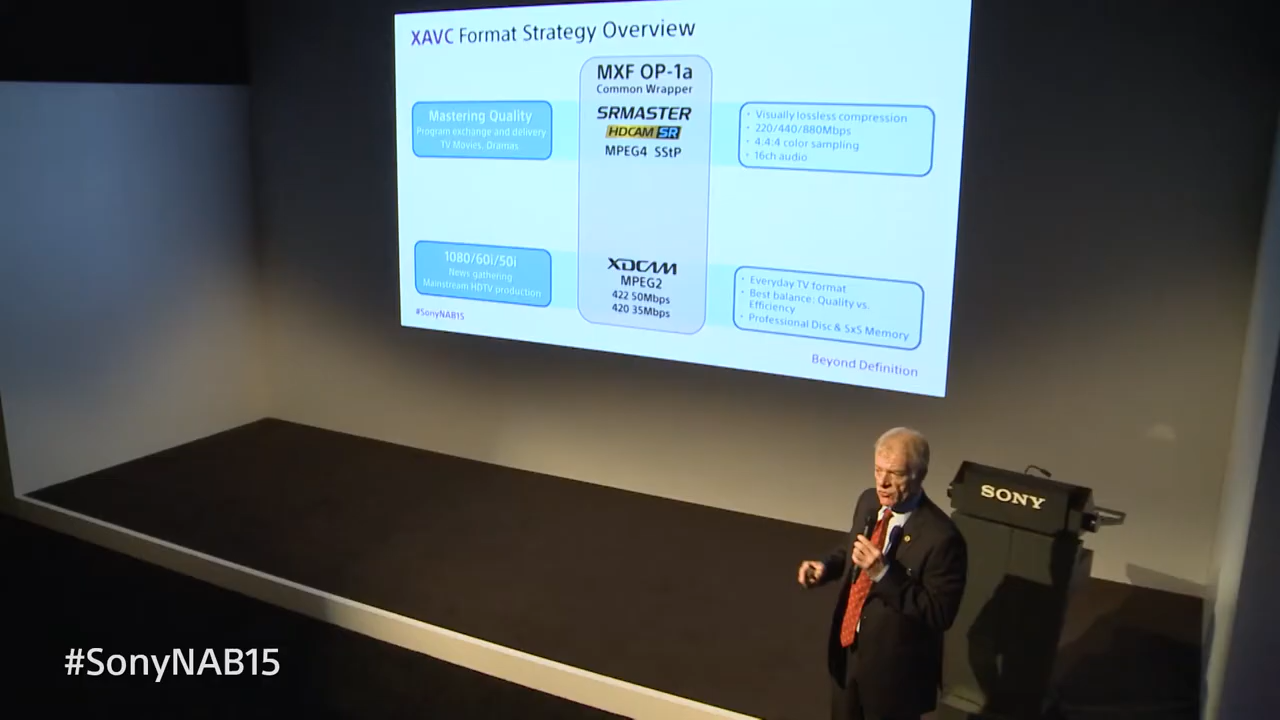 XAVC Format Strategy Overview
MXF OP-1a
Common Wrapper
Mastering Quality
Program exchange and delivery
TV Movies, Dramas
SRMASTER
HDCAM SR
MPEG4 SStP
• Visually lossless compression
• 220/440/880Mbps
• 4:4:4 color sampling
• 16ch audio
1080/60i/50i
News gathering
Mainstream HDTV production
XDCAM
MPEG2
422 50Mbps
420 35Mbps
• Everyday TV format
• Best balance: Quality vs.
Efficiency
• Professional Disc & SxS Memory
#SonyNAB15
Beyond Definition
SONY
#SonyNAB15